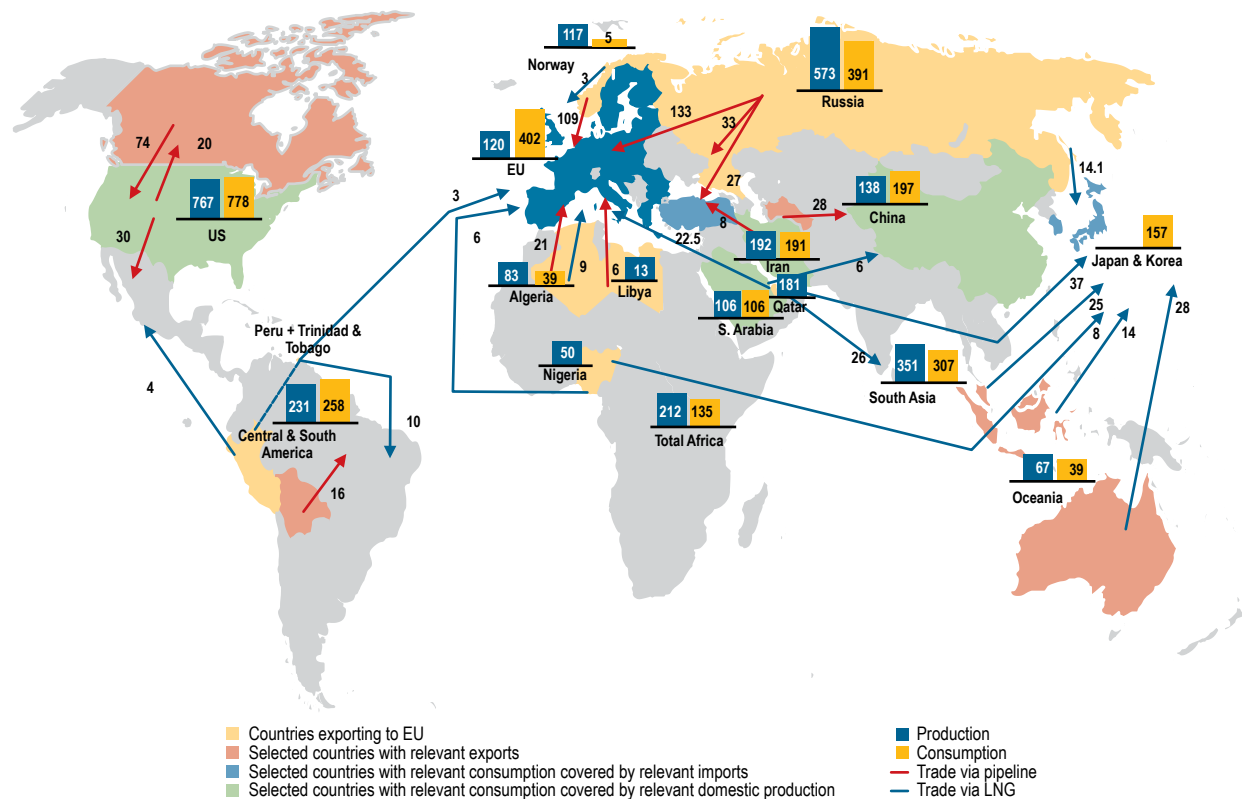 117
5
Norway
3
109
573
391
Russia
133
33
27
14.1
74
20
120
402
EU
767
778
US
30
3
6
138
197
China
28
157
Japan & Korea
8
22.5
192
191
Iran
6
21
9
6
83
39
Algeria
13
Libya
181
Qatar
106
106
S. Arabia
37
25
8
14
28
Peru + Trinidad &
Tobago
4
231
258
Central & South
America
10
16
50
Nigeria
26
351
307
South Asia
212
135
Total Africa
67
39
Oceania
Countries exporting to EU
Selected countries with relevant exports
Selected countries with relevant consumption covered by relevant imports
Selected countries with relevant consumption covered by relevant domestic production
Production
Consumption
Trade via pipeline
Trade via LNG